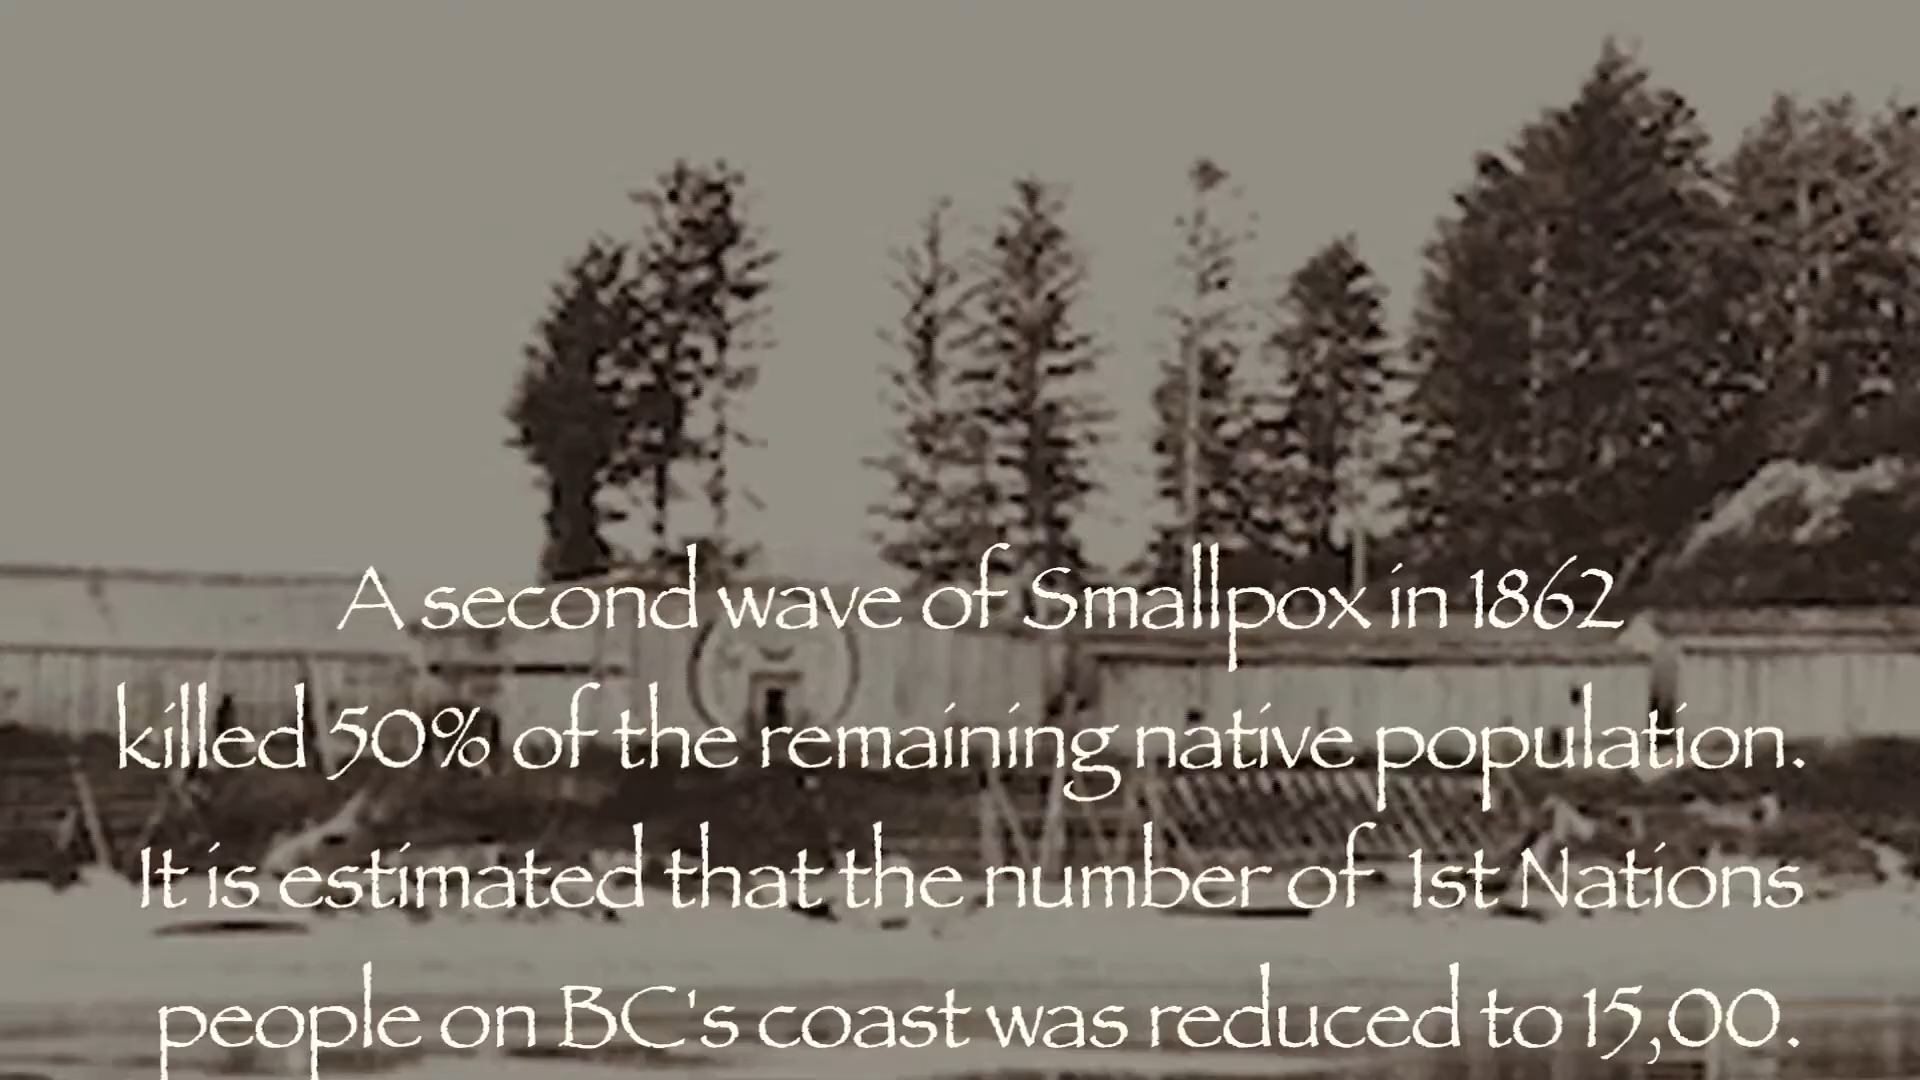 A second wave of Smallpox in 1862
killed 50% of the remaining native population.
It is estimated that the number of 1st Nations
people on BC's coast was reduced to 15,00.